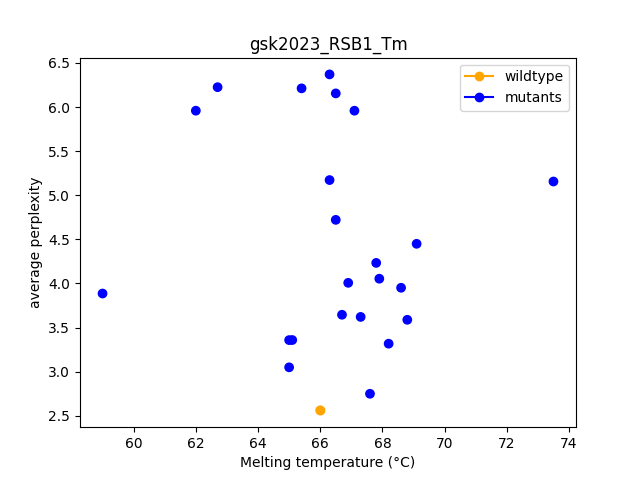 gsk2023_RSB1_Tm
wildtype
mutants
average perplexity
6.5
6.0
5.5
5.0
4.5
4.0
3.5
3.0
2.5
60 62 64 66 68 70 72 74
Melting temperature (°C)